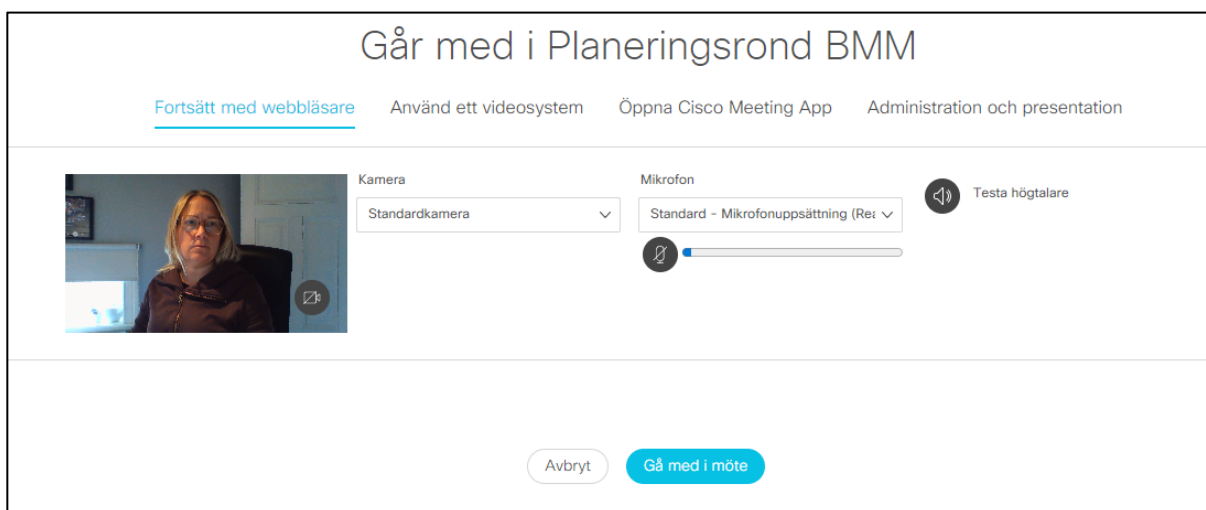 Går med i Planeringsrond BMM
Fortsätt med webbläsare Använd ett videosystem Öppna Cisco Meeting App Administration och presentation
Kamera Mikrofon
Standardkamera Standard - Mikrofonuppsättning (Rea Testa högtalare
Avbryt Gå med i möte